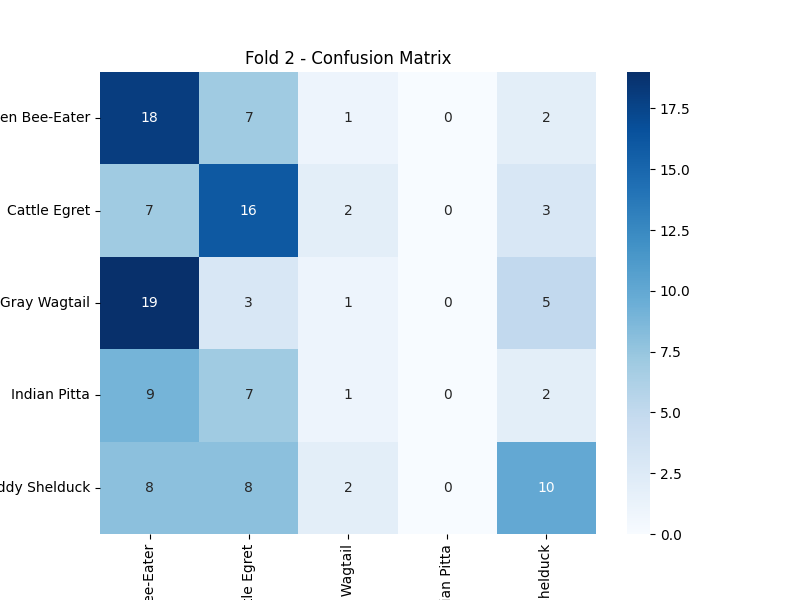 Fold 2 - Confusion Matrix
en Bee-Eater 18 7 1 0 2
Cattle Egret 7 16 2 0 3
Gray Wagtail 19 3 1 0 5
Indian Pitta 9 7 1 0 2
ddy Shelduck 8 8 2 0 10
ee-Eater
tle Egret
Wagtail
ian Pitta
helduck
17.5
15.0
12.5
10.0
7.5
5.0
2.5
0.0